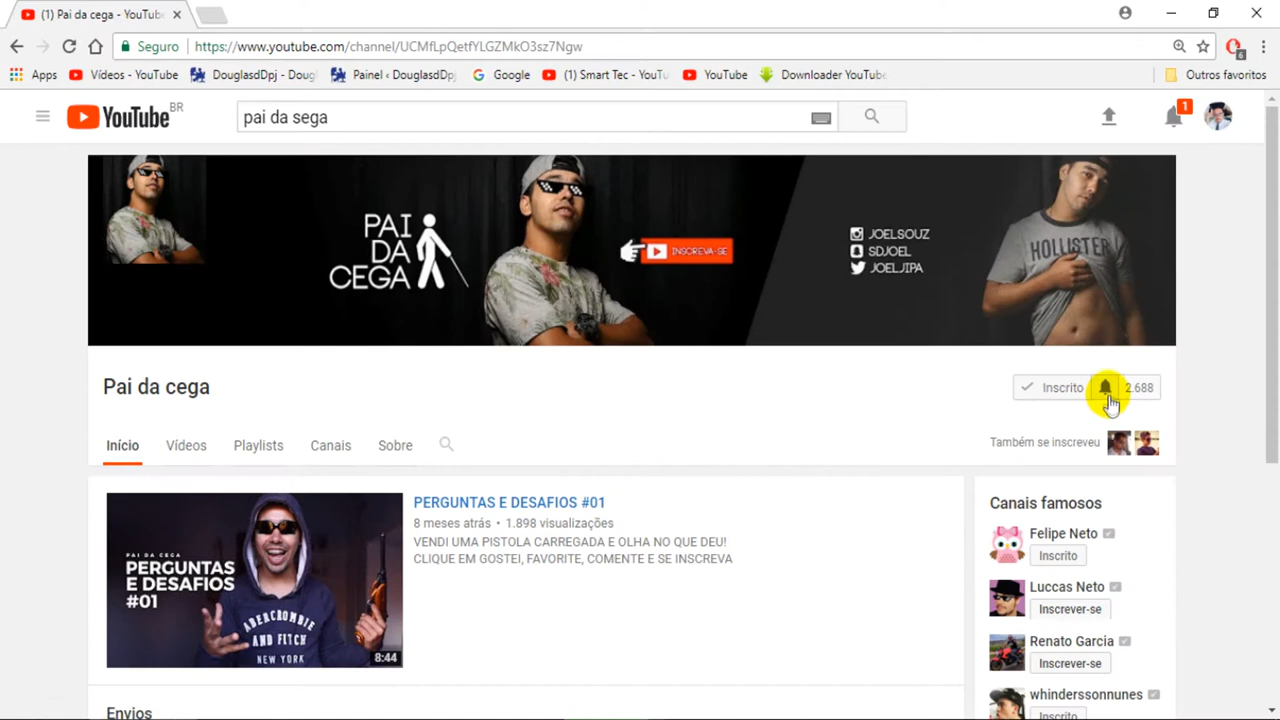 (1) Pai da cega - YouTub
Seguro
https://www.youtube.com/channel/UCMfLpQetfYLGZMkO3sz7Ngw
6
Apps
Vídeos - YouTube
DouglasdDpj - Doug
Painel ‹ DouglasdDpj
Google
(1) Smart Tec - YouTu
YouTube
Downloader YouTube
Outros favoritos
YouTube BR
pai da sega
1
PAI
DA
CEGA
INSCREVA-SE
JOELSOUZ
SDJOEL
JOELJIPA
HOLLISTER
Pai da cega
Inscrito
2.688
Início
Vídeos
Playlists
Canais
Sobre
Também se inscreveu
PERGUNTAS E DESAFIOS #01
8 meses atrás • 1.898 visualizações
VENDI UMA PISTOLA CARREGADA E OLHA NO QUE DEU!
CLIQUE EM GOSTEI, FAVORITE, COMENTE E SE INSCREVA
PAI DA CEGA
PERGUNTAS
E DESAFIOS
#01
ABERCROMBIE
AND FITCH
NEW YORK
8:44
Canais famosos
Felipe Neto
Inscrito
Luccas Neto
Inscrever-se
Renato Garcia
Inscrever-se
whinderssonnunes
Inscrito
Envios